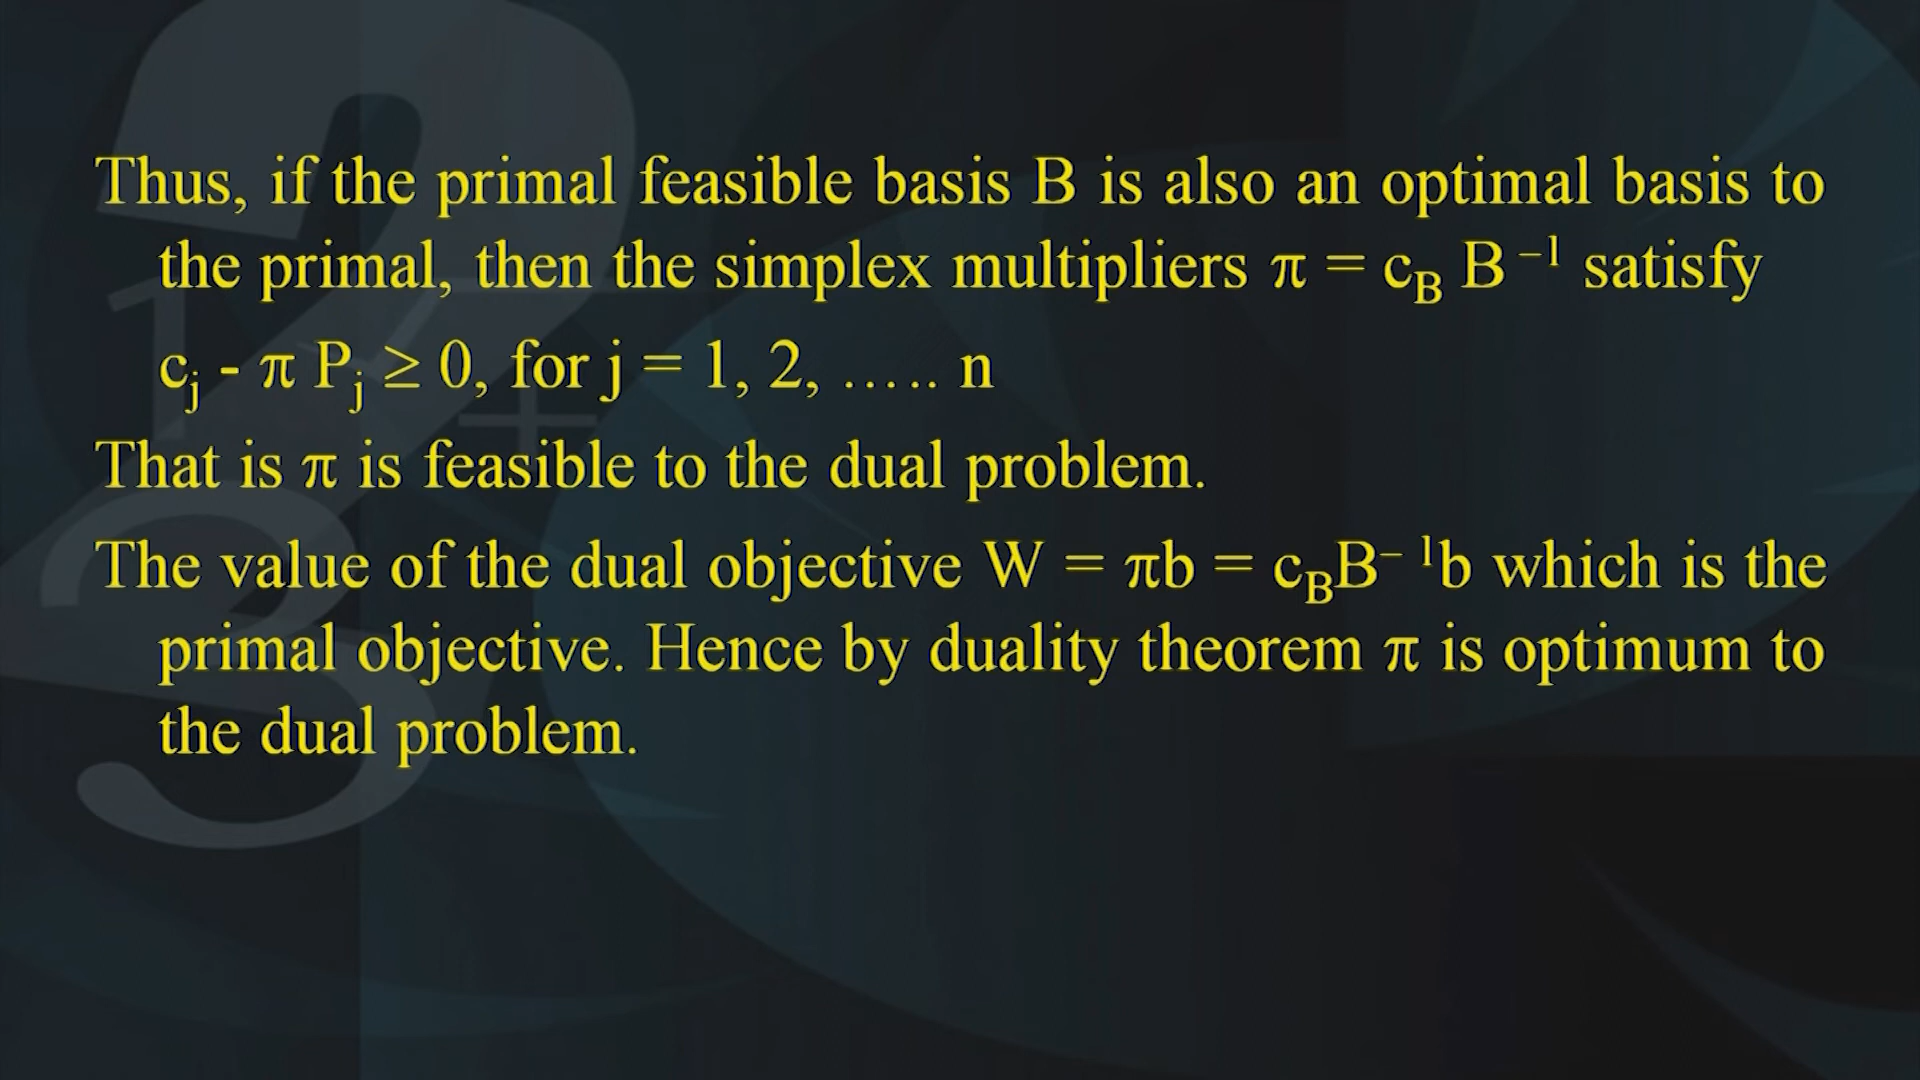 Thus, if the primal feasible basis B is also an optimal basis to
the primal, then the simplex multipliers π = c_B B⁻¹ satisfy
c_j - π P_j ≥ 0, for j = 1, 2, ….. n
That is π is feasible to the dual problem.
The value of the dual objective W = πb = c_B B⁻ ¹b which is the
primal objective. Hence by duality theorem π is optimum to
the dual problem.